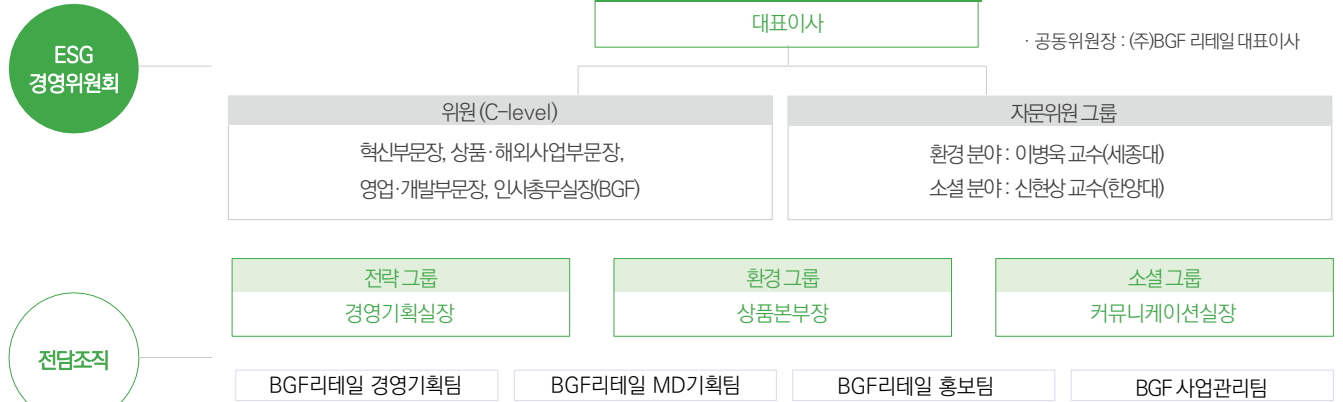 대표이사
· 공동위원장 : (주)BGF 리테일 대표이사
ESG
경영위원회
위원 (C-level)
자문위원 그룹
혁신부문장, 상품·해외사업부문장,
영업·개발부문장, 인사총무실장(BGF)
환경 분야 : 이병욱 교수(세종대)
소셜 분야 : 신현상 교수(한양대)
전략 그룹
환경 그룹
소셜 그룹
경영기획실장
상품본부장
커뮤니케이션실장
전담조직
BGF리테일 경영기획팀
BGF리테일 MD기획팀
BGF리테일 홍보팀
BGF 사업관리팀